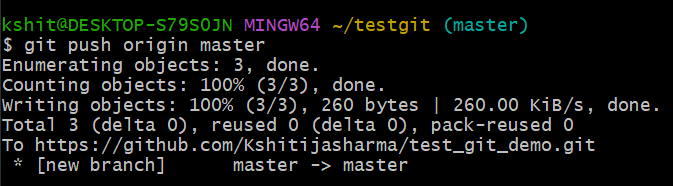 kshit@DESKTOP-S79S0JN MINGW64 ~/testgit (master)
$ git push origin master
Enumerating objects: 3, done.
Counting objects: 100% (3/3), done.
Writing objects: 100% (3/3), 260 bytes | 260.00 KiB/s, done.
Total 3 (delta 0), reused 0 (delta 0), pack-reused 0
To https://github.com/Kshitijasharma/test_git_demo.git
 * [new branch]      master -> master